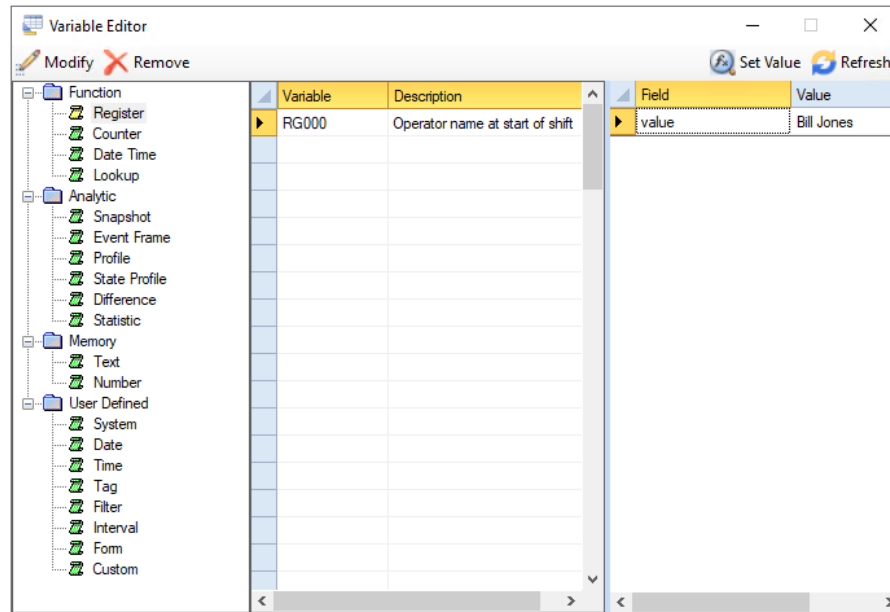 Variable Editor
Modify Remove Set Value Refresh
Function
Register
Counter
Date Time
Lookup
Analytic
Snapshot
Event Frame
Profile
State Profile
Difference
Statistic
Memory
Text
Number
User Defined
System
Date
Time
Tag
Filter
Interval
Form
Custom
Variable Description
RG000 Operator name at start of shift
Field Value
value Bill Jones